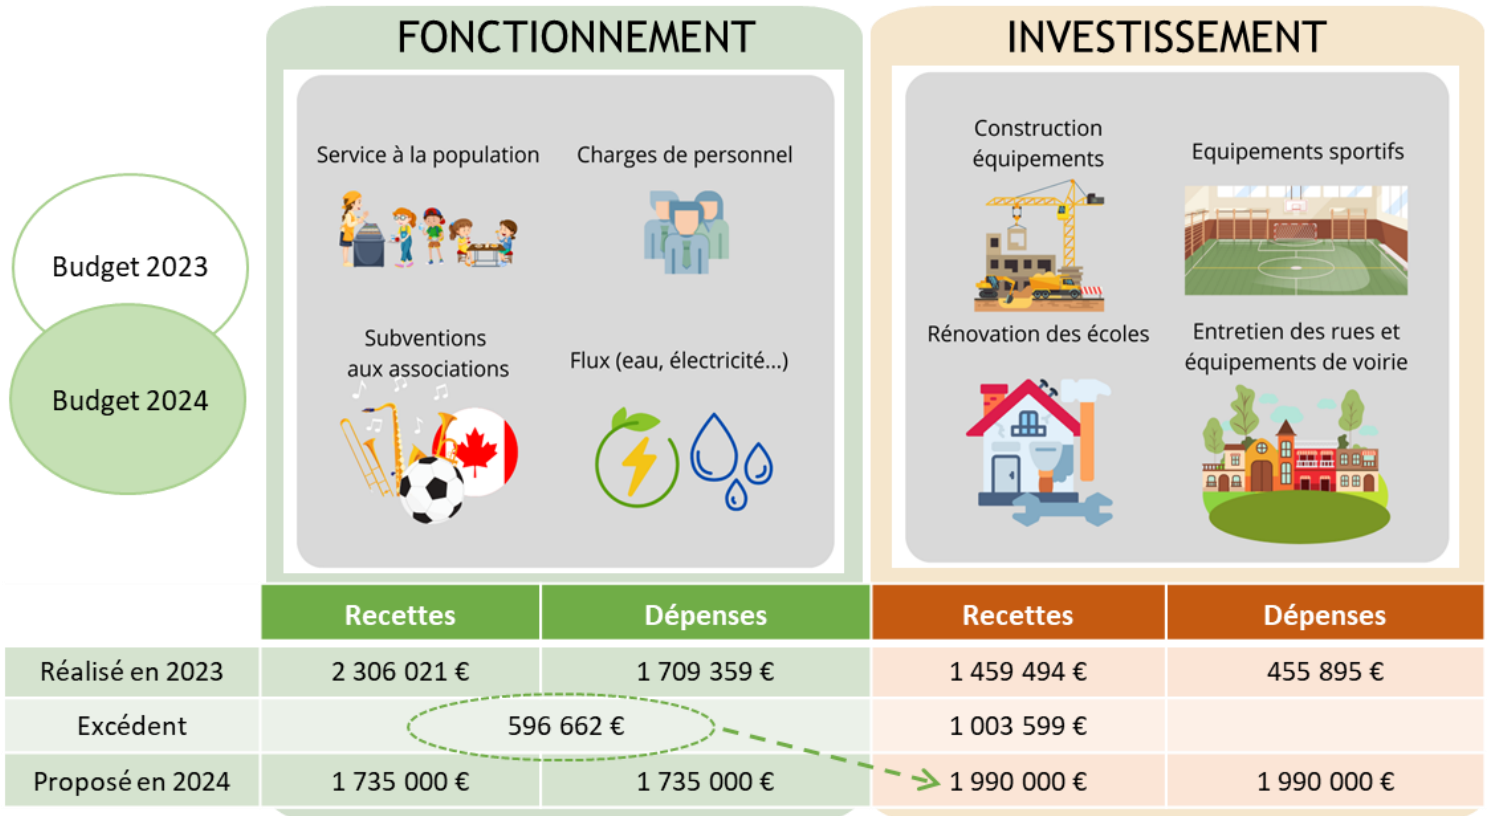 FONCTIONNEMENT
INVESTISSEMENT
Service à la population
Charges de personnel
Construction
équipements
Equipements sportifs
Budget 2023
Budget 2024
Subventions
aux associations
Flux (eau, électricité...)
Rénovation des écoles
Entretien des rues et
équipements de voirie
Recettes Dépenses Recettes Dépenses
Réalisé en 2023 2 306 021 € 1 709 359 € 1 459 494 € 455 895 €
Excédent 596 662 € 1 003 599 €
Proposé en 2024 1 735 000 € 1 735 000 € 1 990 000 € 1 990 000 €